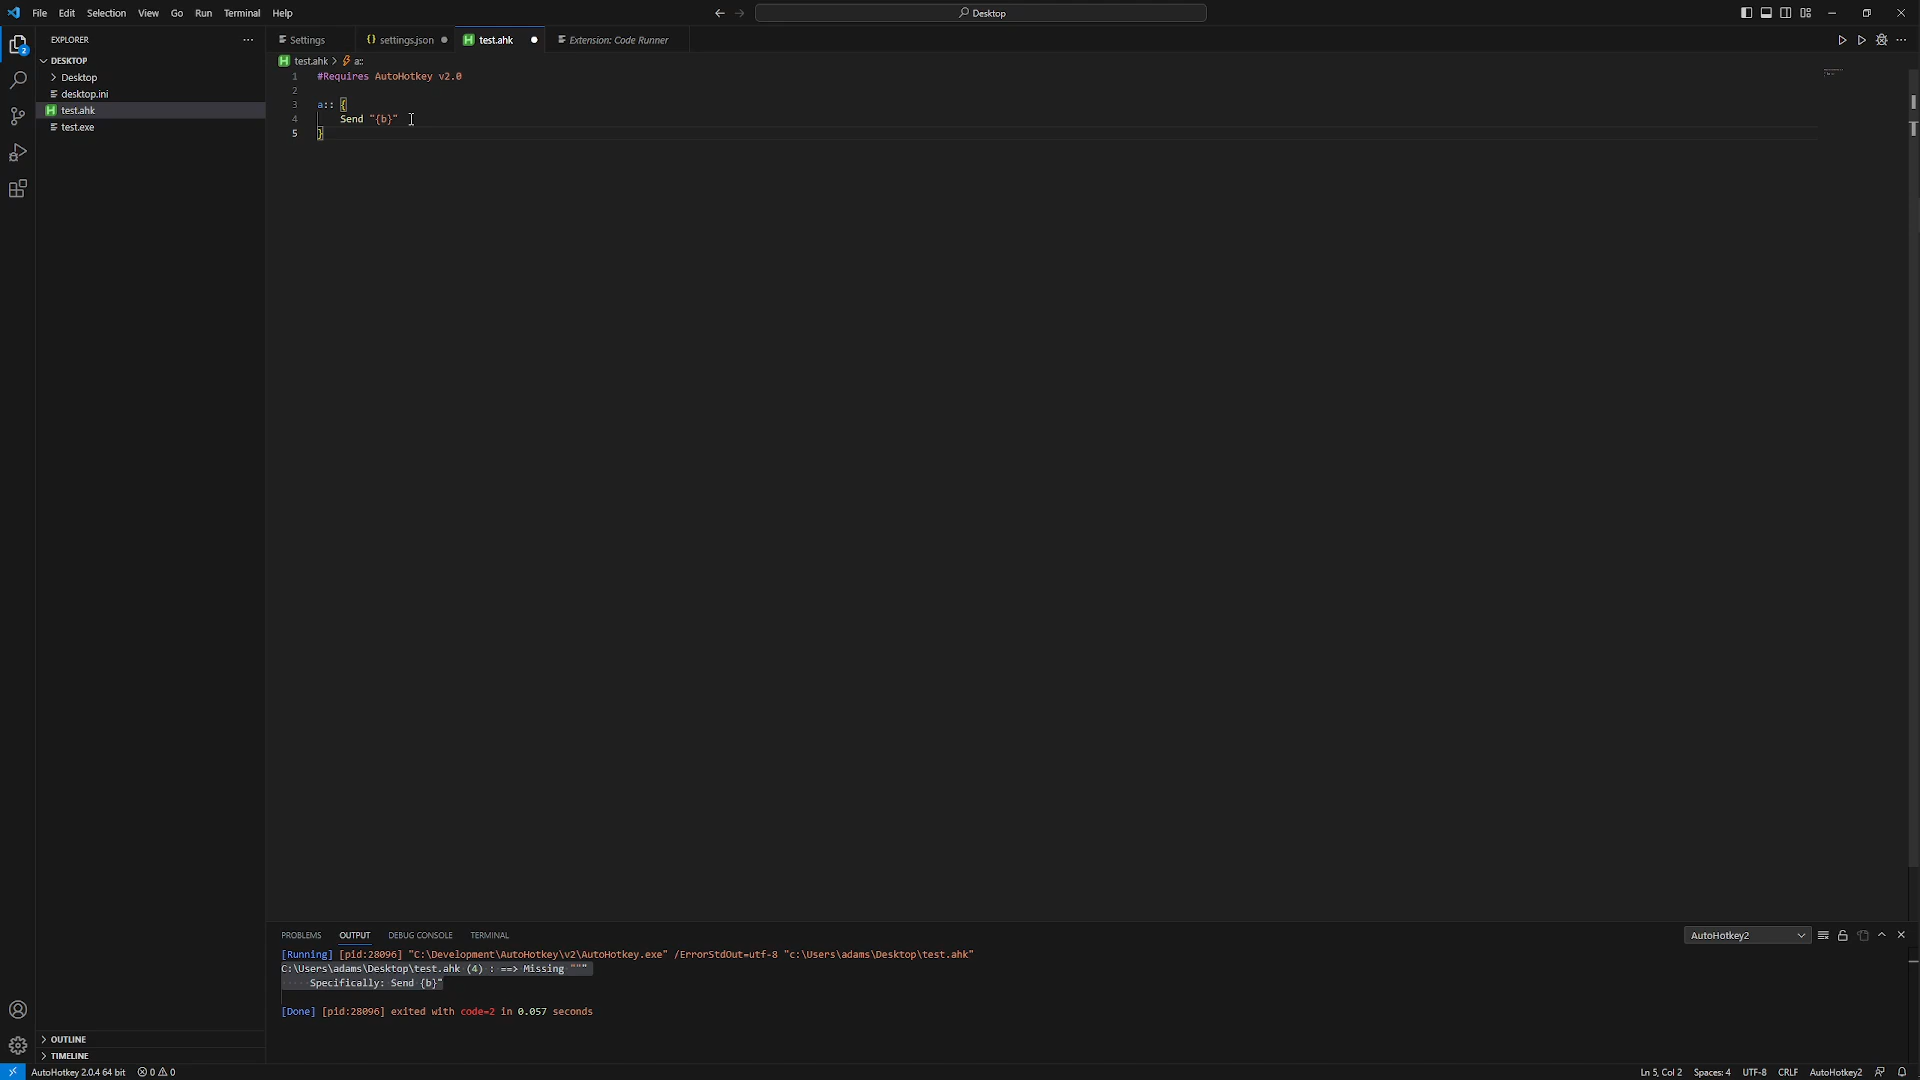 File Edit Selection View Go Run Terminal Help
Desktop
EXPLORER
Settings
settings.json
test.ahk
Extension: Code Runner
DESKTOP
Desktop
desktop.ini
test.ahk
test.exe
test.ahk > a::
1 #Requires AutoHotkey v2.0
2
3 a:: {
4 Send "{b}"
5 }
PROBLEMS OUTPUT DEBUG CONSOLE TERMINAL
AutoHotkey2
[Running] [pid:28096] "C:\Development\AutoHotkey\v2\AutoHotkey.exe" /ErrorStdOut=utf-8 "c:\Users\adams\Desktop\test.ahk"
C:\Users\adams\Desktop\test.ahk (4) : ==> Missing """
Specifically: Send {b}"
[Done] [pid:28096] exited with code=2 in 0.057 seconds
OUTLINE
TIMELINE
2
AutoHotkey 2.0.4 64 bit 0 0
Ln 5, Col 2 Spaces: 4 UTF-8 CRLF AutoHotkey2